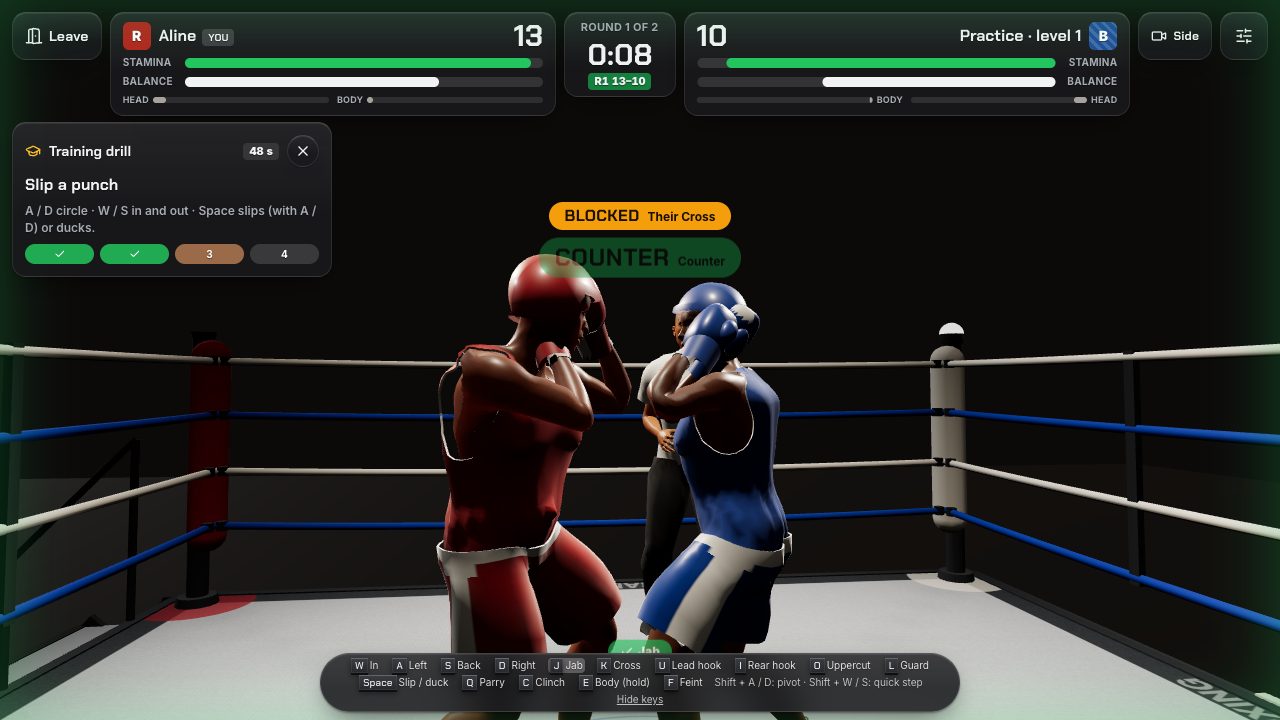 Leave
R Aline YOU 13
STAMINA
BALANCE
HEAD BODY
ROUND 1 OF 2
0:08
R1 13–10
10 Practice · level 1 B
STAMINA
BALANCE
BODY HEAD
Side
Training drill 48 s
Slip a punch
A / D circle · W / S in and out · Space slips (with A /
D) or ducks.
3 4
BLOCKED Their Cross
COUNTER Counter
Jab
W In A Left S Back D Right J Jab K Cross U Lead hook I Rear hook O Uppercut L Guard
Space Slip / duck Q Parry C Clinch E Body (hold) F Feint Shift + A / D: pivot · Shift + W / S: quick step
Hide keys